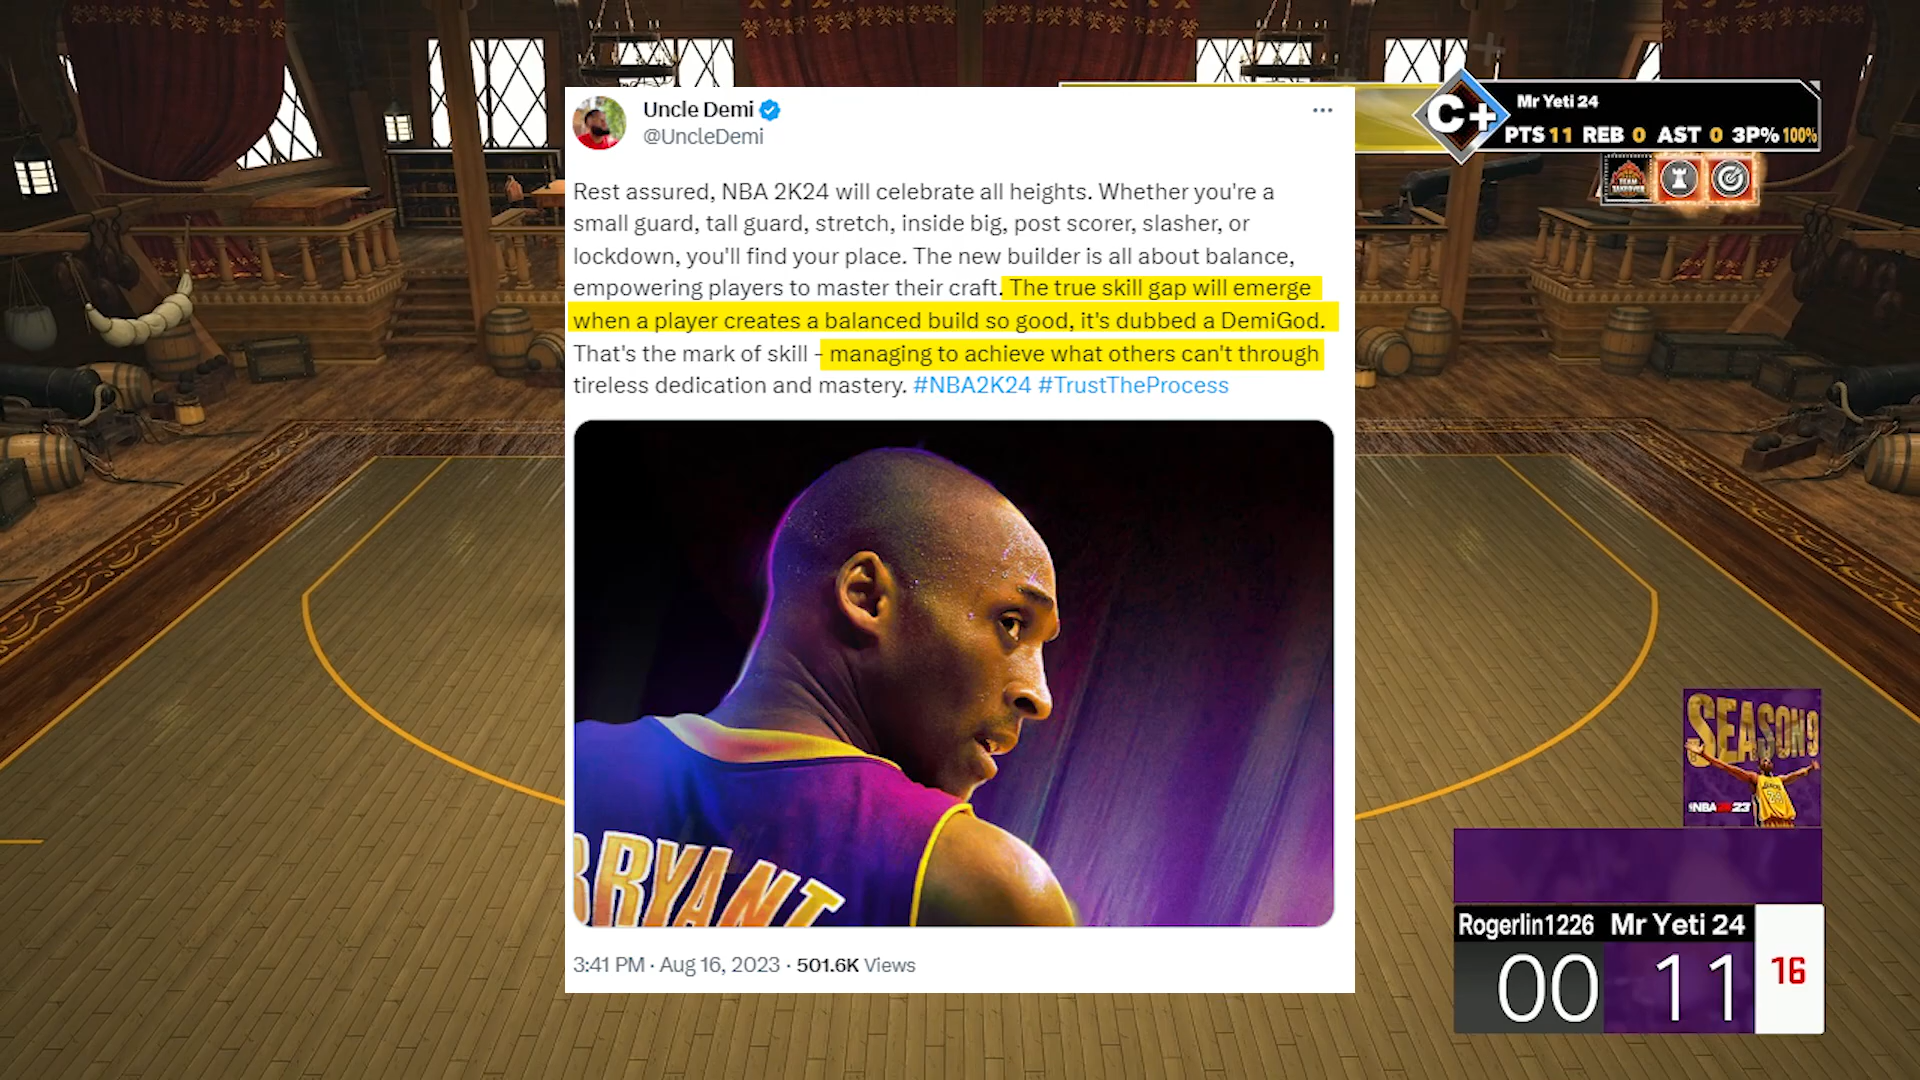 Uncle Demi
@UncleDemi
Rest assured, NBA 2K24 will celebrate all heights. Whether you're a
small guard, tall guard, stretch, inside big, post scorer, slasher, or
lockdown, you'll find your place. The new builder is all about balance,
empowering players to master their craft. The true skill gap will emerge
when a player creates a balanced build so good, it's dubbed a DemiGod.
That's the mark of skill - managing to achieve what others can't through
tireless dedication and mastery. #NBA2K24 #TrustTheProcess
BRYANT
3:41 PM · Aug 16, 2023 · 501.6K Views
C+
Mr Yeti 24
PTS 11 REB 0 AST 0 3P% 100%
TEAM
TAKEOVER
SEASON 9
NBA 2K23
Rogerlin1226 Mr Yeti 24
00 11 16